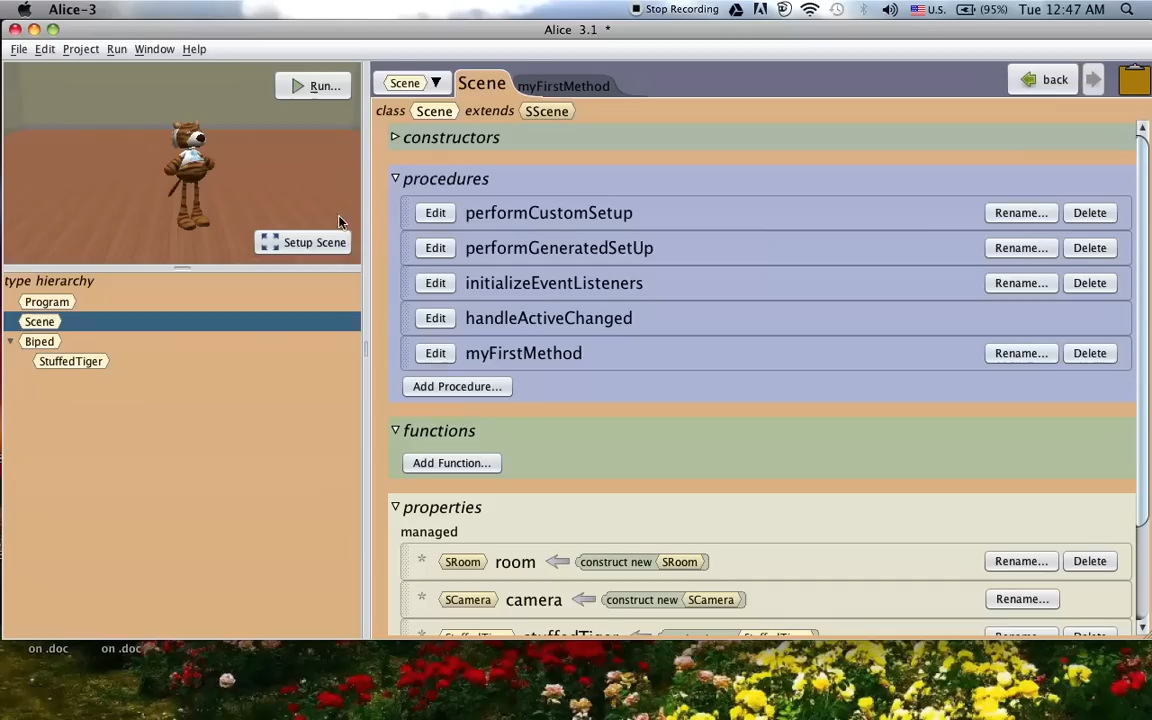 Alice-3
Stop Recording
U.S.
(95%)
Tue 12:47 AM
Alice 3.1 *
File Edit Project Run Window Help
Run...
Setup Scene
type hierarchy
Program
Scene
Biped
StuffedTiger
Scene
Scene
myFirstMethod
back
class Scene extends SScene
constructors
procedures
Edit performCustomSetup Rename... Delete
Edit performGeneratedSetUp Rename... Delete
Edit initializeEventListeners Rename... Delete
Edit handleActiveChanged
Edit myFirstMethod Rename... Delete
Add Procedure...
functions
Add Function...
properties
managed
* SRoom room construct new SRoom Rename... Delete
* SCamera camera construct new SCamera Rename...
on .doc on .doc